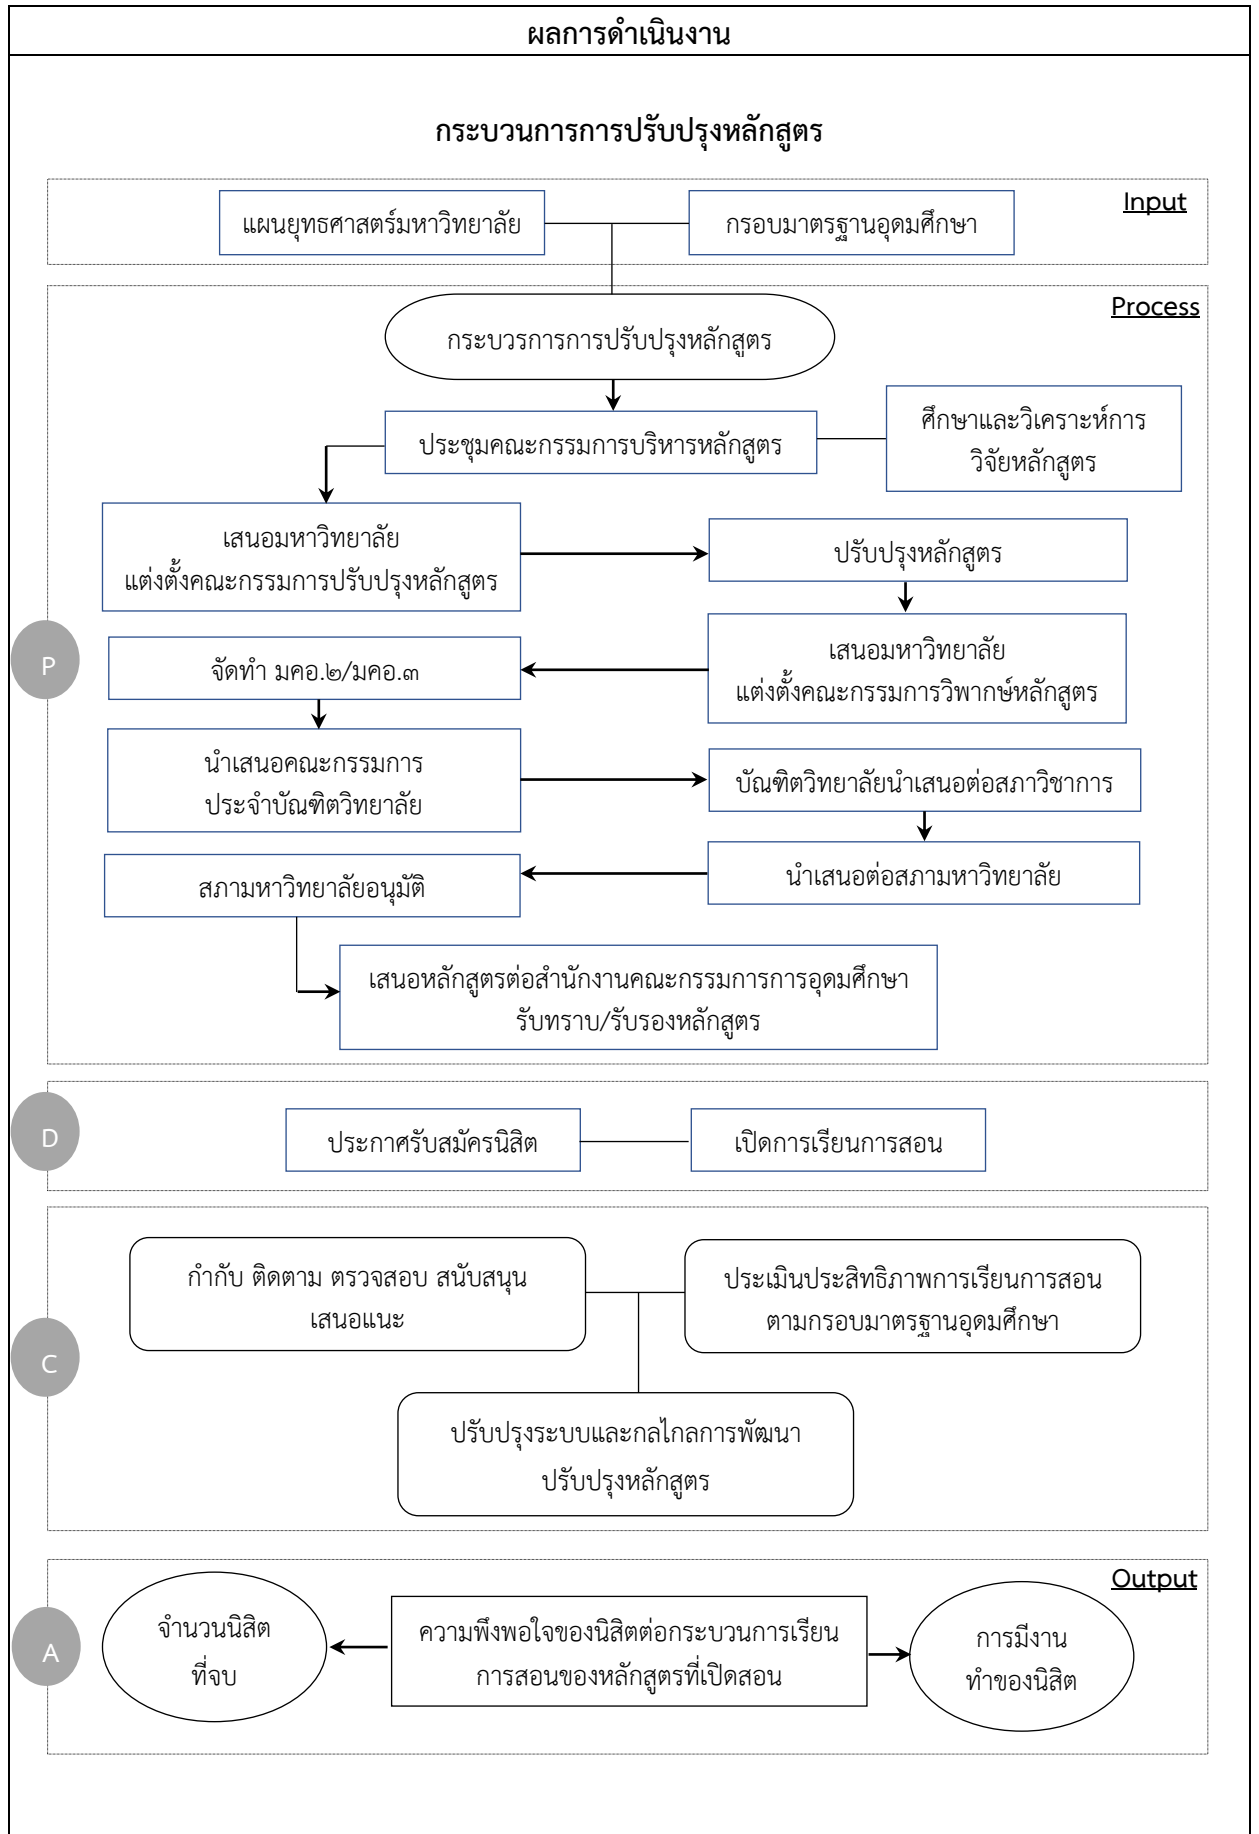 ผลการดำเนินงาน
กระบวนการการปรับปรุงหลักสูตร
Input
แผนยุทธศาสตร์มหาวิทยาลัย
กรอบมาตรฐานอุดมศึกษา
Process
กระบวรการการปรับปรุงหลักสูตร
ประชุมคณะกรรมการบริหารหลักสูตร
ศึกษาและวิเคราะห์การ
วิจัยหลักสูตร
เสนอมหาวิทยาลัย
แต่งตั้งคณะกรรมการปรับปรุงหลักสูตร
ปรับปรุงหลักสูตร
P
จัดทำ มคอ.๒/มคอ.๓
เสนอมหาวิทยาลัย
แต่งตั้งคณะกรรมการวิพากษ์หลักสูตร
นำเสนอคณะกรรมการ
ประจำบัณฑิตวิทยาลัย
บัณฑิตวิทยาลัยนำเสนอต่อสภาวิชาการ
สภามหาวิทยาลัยอนุมัติ
นำเสนอต่อสภามหาวิทยาลัย
เสนอหลักสูตรต่อสำนักงานคณะกรรมการการอุดมศึกษา
รับทราบ/รับรองหลักสูตร
D
ประกาศรับสมัครนิสิต
เปิดการเรียนการสอน
กำกับ ติดตาม ตรวจสอบ สนับสนุน
เสนอแนะ
ประเมินประสิทธิภาพการเรียนการสอน
ตามกรอบมาตรฐานอุดมศึกษา
C
ปรับปรุงระบบและกลไกลการพัฒนา
ปรับปรุงหลักสูตร
Output
A
จำนวนนิสิต
ที่จบ
ความพึงพอใจของนิสิตต่อกระบวนการเรียน
การสอนของหลักสูตรที่เปิดสอน
การมีงาน
ทำของนิสิต